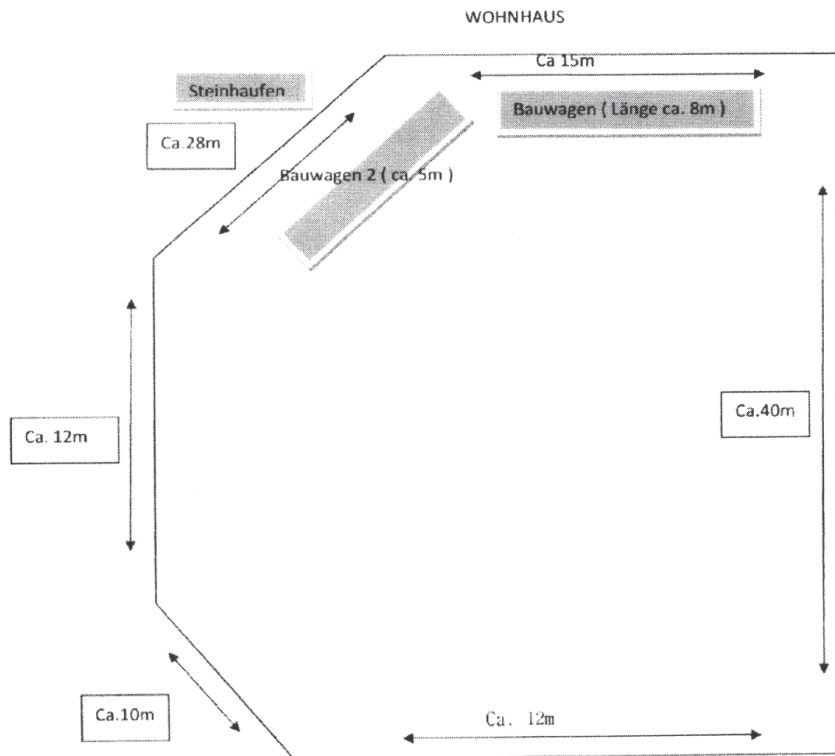 WOHNHAUS
Ca 15m
Steinhaufen
Bauwagen ( Länge ca. 8m )
Ca.28m
Bauwagen 2 ( ca. 5m )
Ca.40m
Ca. 12m
Ca.10m
Ca. 12m